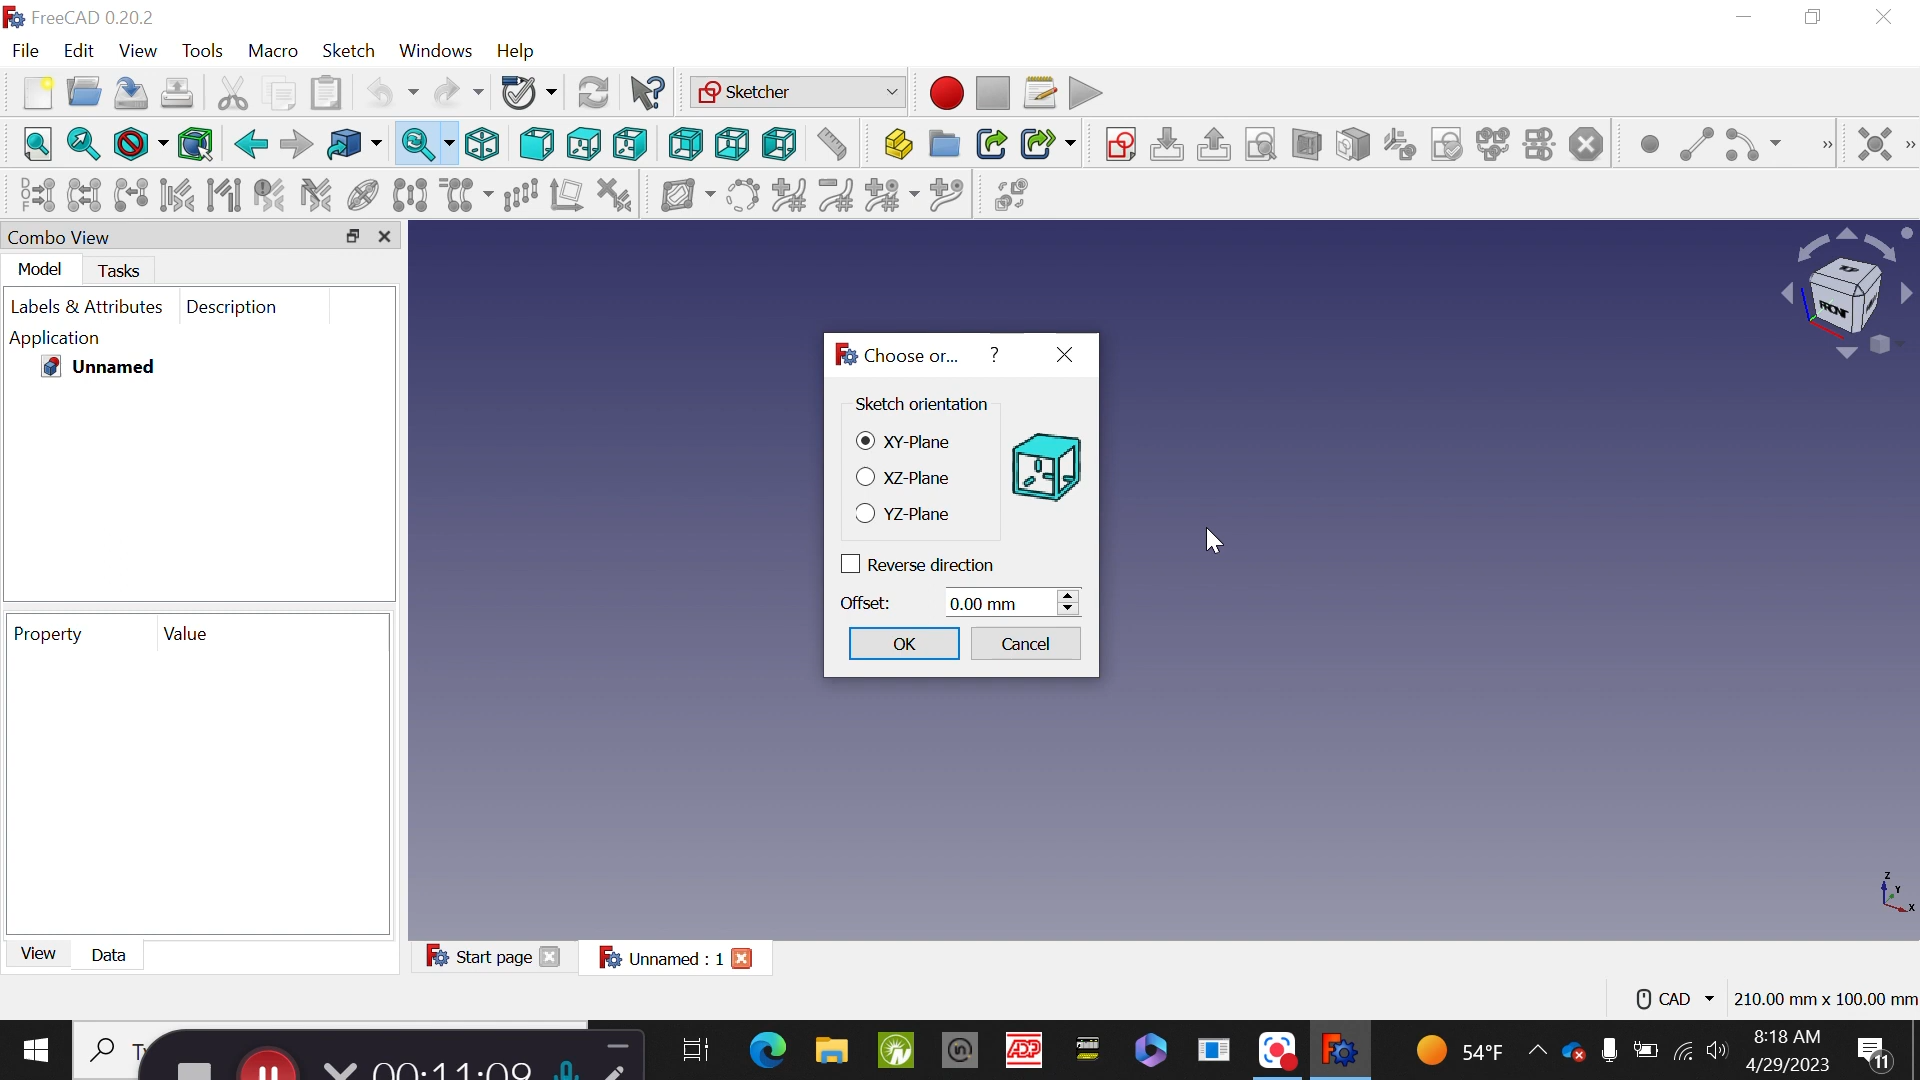 FreeCAD 0.20.2
File Edit View Tools Macro Sketch Windows Help
Sketcher
Combo View
Model Tasks
Labels & Attributes Description
Application
Unnamed
Property Value
View Data
Choose or... ?
Sketch orientation
XY-Plane
XZ-Plane
YZ-Plane
Reverse direction
Offset: 0.00 mm
OK Cancel
TOP
FRONT
Z
Y
X
Start page Unnamed : 1
CAD 210.00 mm x 100.00 mm
00:11:09
ADP
54°F
8:18 AM
4/29/2023
11